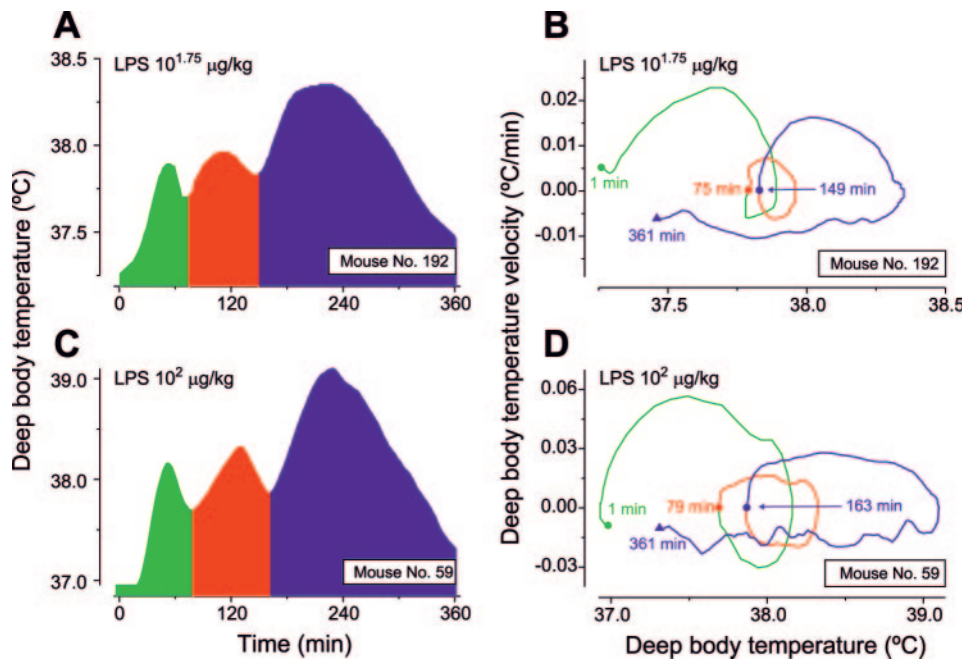 A
LPS 10^1.75 µg/kg
Deep body temperature (ºC)
38.5
38.0
37.5
Mouse No. 192
0
120
240
360
B
LPS 10^1.75 µg/kg
Deep body temperature velocity (ºC/min)
0.02
0.01
0.00
-0.01
1 min
75 min
149 min
361 min
Mouse No. 192
37.5
38.0
38.5
C
LPS 10^2 µg/kg
39.0
38.0
37.0
Mouse No. 59
0
120
240
360
Time (min)
D
LPS 10^2 µg/kg
0.06
0.03
0.00
-0.03
1 min
79 min
163 min
361 min
Mouse No. 59
37.0
38.0
39.0
Deep body temperature (ºC)